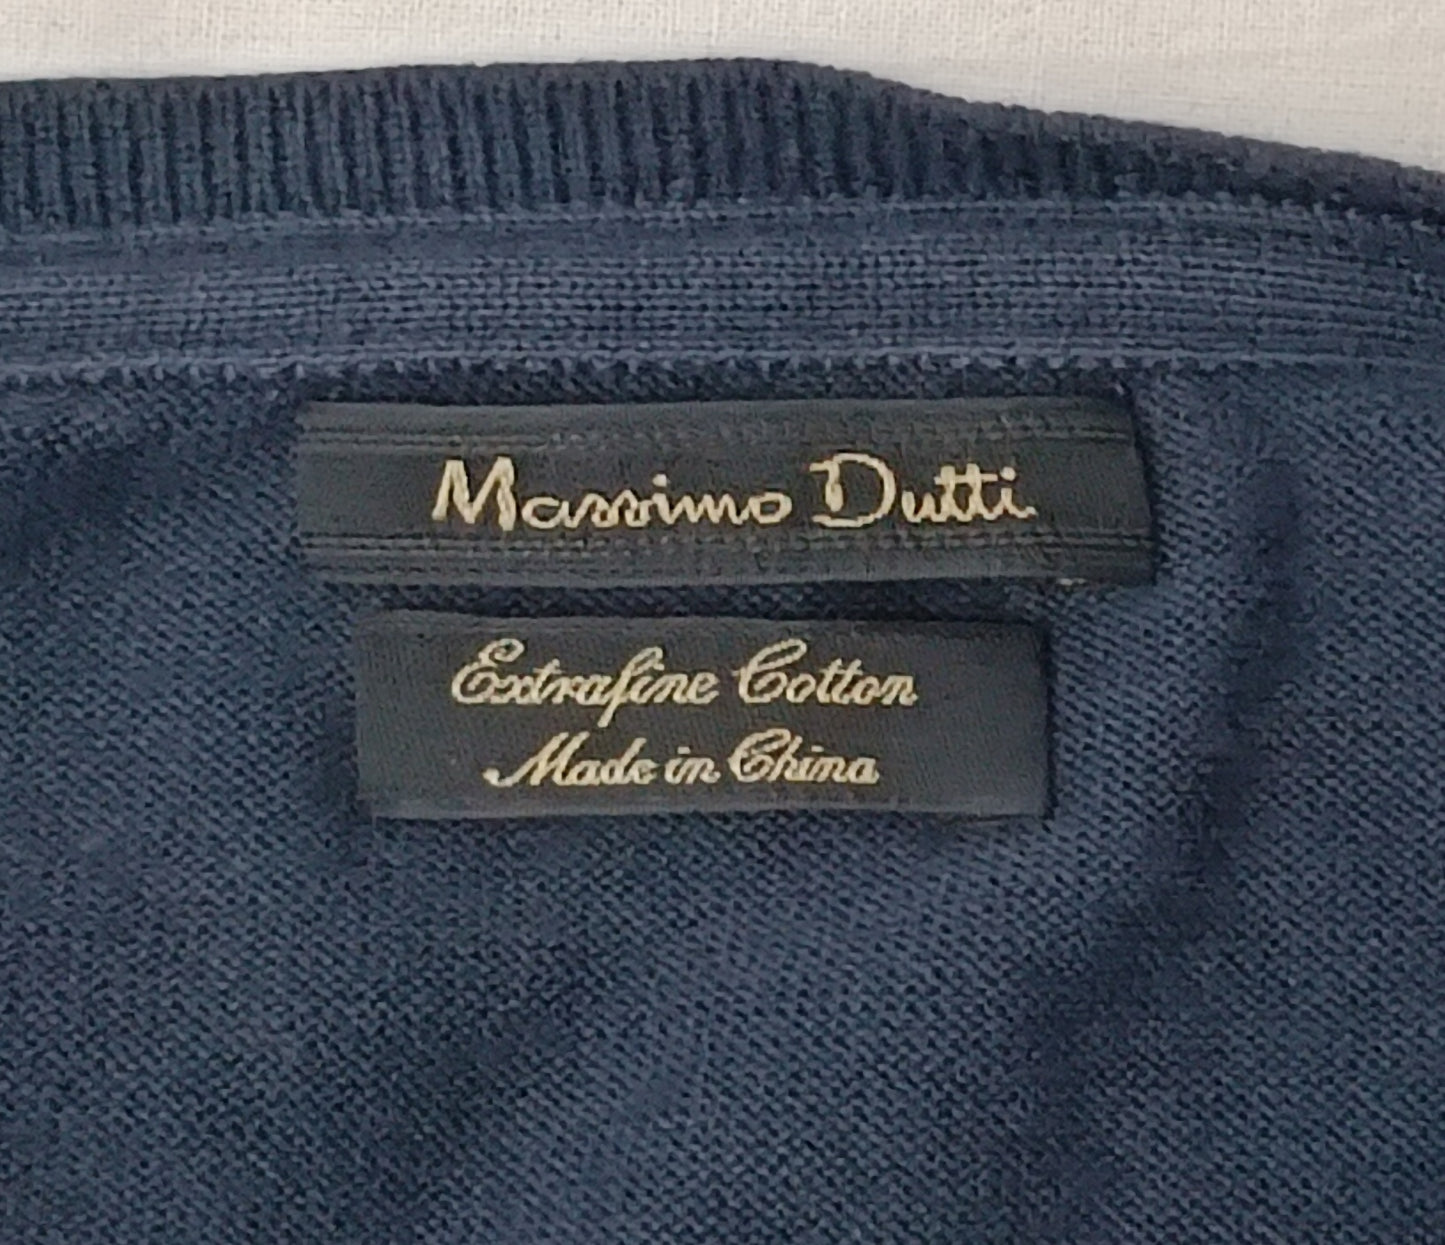 Massimo Dutti
Extrafine Cotton
Made in China